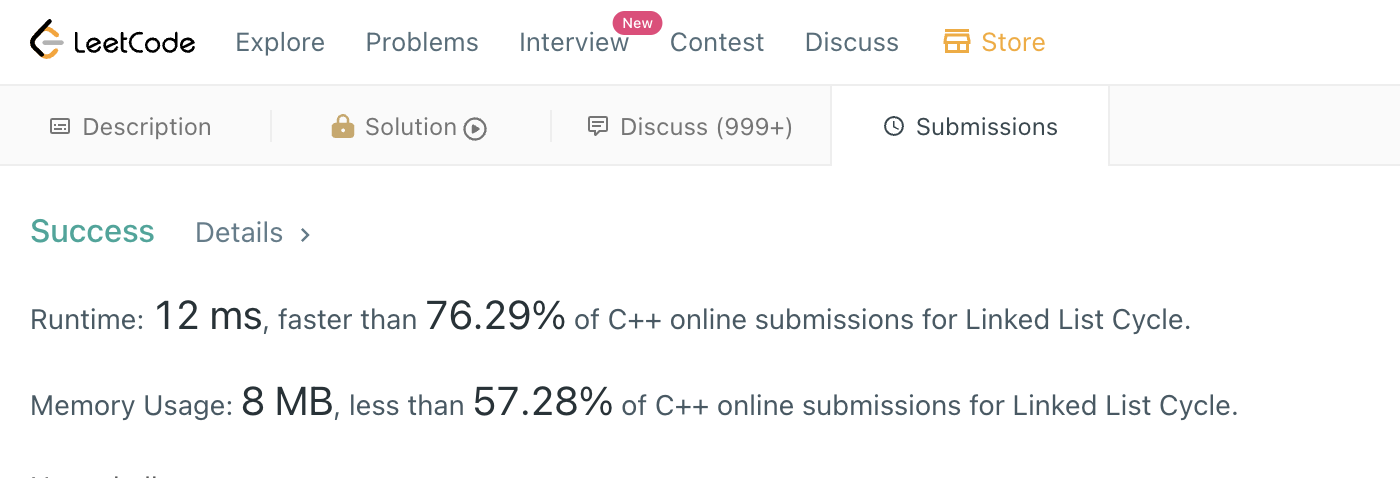 LeetCode Explore Problems Interview New Contest Discuss Store
Description Solution Discuss (999+) Submissions
Success Details >
Runtime: 12 ms, faster than 76.29% of C++ online submissions for Linked List Cycle.
Memory Usage: 8 MB, less than 57.28% of C++ online submissions for Linked List Cycle.